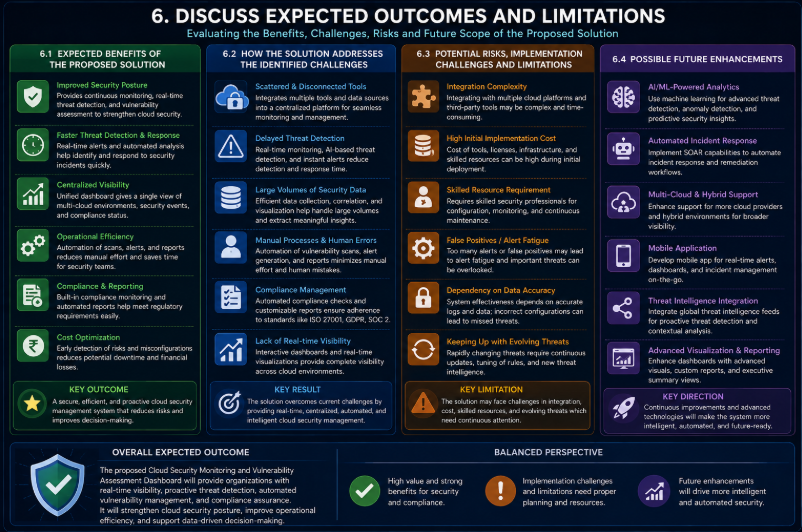 6. DISCUSS EXPECTED OUTCOMES AND LIMITATIONS
Evaluating the Benefits, Challenges, Risks and Future Scope of the Proposed Solution
6.1 EXPECTED BENEFITS OF
THE PROPOSED SOLUTION
Improved Security Posture
Provides continuous monitoring, real-time
threat detection, and vulnerability
assessment to strengthen cloud security.
Faster Threat Detection & Response
Real-time alerts and automated analysis
help identify and respond to security
incidents quickly.
Centralized Visibility
Unified dashboard gives a single view of
multi-cloud environments, security events,
and compliance status.
Operational Efficiency
Automation of scans, alerts, and reports
reduces manual effort and saves time
for security teams.
Compliance & Reporting
Built-in compliance monitoring and
automated reports help meet regulatory
requirements easily.
Cost Optimization
Early detection of risks and misconfigurations
reduces potential downtime and financial
losses.
KEY OUTCOME
A secure, efficient, and proactive cloud security
management system that reduces risks and
improves decision-making.
6.2 HOW THE SOLUTION ADDRESSES
THE IDENTIFIED CHALLENGES
Scattered & Disconnected Tools
Integrates multiple tools and data sources
into a centralized platform for seamless
monitoring and management.
Delayed Threat Detection
Real-time monitoring, AI-based threat
detection, and instant alerts reduce
detection and response time.
Large Volumes of Security Data
Efficient data collection, correlation, and
visualization help handle large volumes
and extract meaningful insights.
Manual Processes & Human Errors
Automation of vulnerability scans, alert
generation, and reports minimizes manual
effort and human mistakes.
Compliance Management
Automated compliance checks and
customizable reports ensure adherence
to standards like ISO 27001, GDPR, SOC 2.
Lack of Real-time Visibility
Interactive dashboards and real-time
visualizations provide complete visibility
across cloud environments.
KEY RESULT
The solution overcomes current challenges by
providing real-time, centralized, automated, and
intelligent cloud security management.
6.3 POTENTIAL RISKS, IMPLEMENTATION
CHALLENGES AND LIMITATIONS
Integration Complexity
Integrating with multiple cloud platforms and
third-party tools may be complex and time-
consuming.
High Initial Implementation Cost
Cost of tools, licenses, infrastructure, and
skilled resources can be high during initial
deployment.
Skilled Resource Requirement
Requires skilled security professionals for
configuration, monitoring, and continuous
maintenance.
False Positives / Alert Fatigue
Too many alerts or false positives may lead
to alert fatigue and important threats can
be overlooked.
Dependency on Data Accuracy
System effectiveness depends on accurate
logs and data; incorrect configurations
can lead to missed threats.
Keeping Up with Evolving Threats
Rapidly changing threats require continuous
updates, tuning of rules, and new threat
intelligence.
KEY LIMITATION
The solution may face challenges in integration,
cost, skilled resources, and evolving threats which
need continuous attention.
6.4 POSSIBLE FUTURE ENHANCEMENTS
AI/ML-Powered Analytics
Use machine learning for advanced threat
detection, anomaly detection, and
predictive security insights.
Automated Incident Response
Implement SOAR capabilities to automate
incident response and remediation
workflows.
Multi-Cloud & Hybrid Support
Enhance support for more cloud providers
and hybrid environments for broader
visibility.
Mobile Application
Develop mobile app for real-time alerts,
dashboards, and incident management
on-the-go.
Threat Intelligence Integration
Integrate global threat intelligence feeds
for proactive threat detection and
contextual analysis.
Advanced Visualization & Reporting
Enhance dashboards with advanced
visuals, custom reports, and executive
summary views.
KEY DIRECTION
Continuous improvements and advanced
technologies will make the system more
intelligent, automated, and future-ready.
OVERALL EXPECTED OUTCOME
The proposed Cloud Security Monitoring and Vulnerability
Assessment Dashboard will provide organizations with
real-time visibility, proactive threat detection, automated
vulnerability management, and compliance assurance.
It will strengthen cloud security posture, improve operational
efficiency, and support data-driven decision-making.
BALANCED PERSPECTIVE
High value and strong
benefits for security
and compliance.
Implementation challenges
and limitations need proper
planning and resources.
Future enhancements
will drive more intelligent
and automated security.